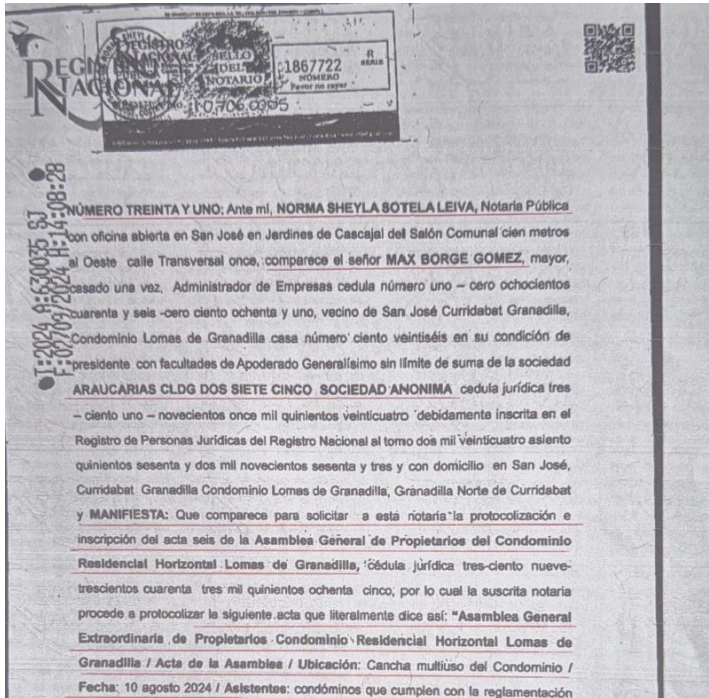 REGISTRO
NACIONAL
REGISTRO
NACIONAL
SELLO
DEL
NOTARIO
1867722
NÚMERO
Favor no rayar
R
SERIE
T:2024 A:630035 SJ
F:02/09/2024 H:14:08:28
NÚMERO TREINTA Y UNO: Ante mí, NORMA SHEYLA SOTELA LEIVA, Notaria Pública
con oficina abierta en San José en Jardines de Cascajal del Salón Comunal cien metros
al Oeste calle Transversal once, comparece el señor MAX BORGE GOMEZ, mayor,
casado una vez, Administrador de Empresas cedula número uno – cero ochocientos
cuarenta y seis -cero ciento ochenta y uno, vecino de San José Curridabat Granadilla,
Condominio Lomas de Granadilla casa número ciento veintiséis en su condición de
presidente con facultades de Apoderado Generalísimo sin límite de suma de la sociedad
ARAUCARIAS CLDG DOS SIETE CINCO SOCIEDAD ANONIMA cedula jurídica tres
– ciento uno – novecientos once mil quinientos veinticuatro debidamente inscrita en el
Registro de Personas Jurídicas del Registro Nacional al tomo dos mil veinticuatro asiento
quinientos sesenta y dos mil novecientos sesenta y tres y con domicilio en San José,
Curridabat Granadilla Condominio Lomas de Granadilla, Granadilla Norte de Curridabat
y MANIFIESTA: Que comparece para solicitar a está notaria la protocolización e
inscripción del acta seis de la Asamblea General de Propietarios del Condominio
Residencial Horizontal Lomas de Granadilla, cédula jurídica tres-ciento nueve-
trescientos cuarenta tres mil quinientos ochenta cinco, por lo cual la suscrita notaria
procede a protocolizar la siguiente acta que literalmente dice así: “Asamblea General
Extraordinaria de Propietarios Condominio Residencial Horizontal Lomas de
Granadilla / Acta de la Asamblea / Ubicación: Cancha multiuso del Condominio /
Fecha: 10 agosto 2024 / Asistentes: condóminos que cumplen con la reglamentación